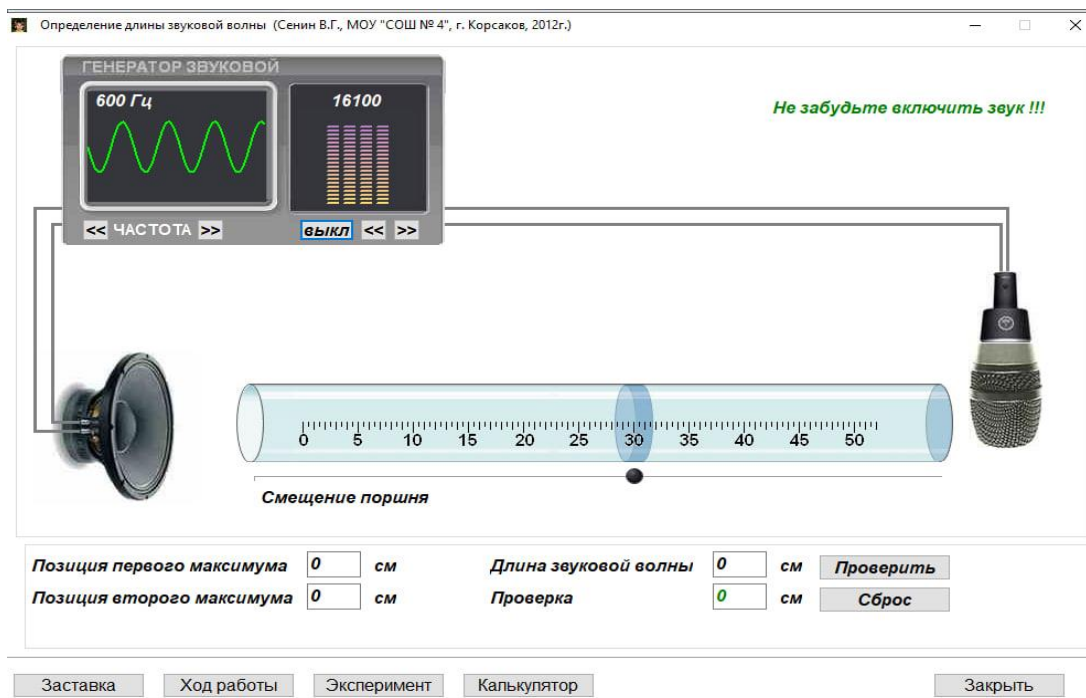 Определение длины звуковой волны (Сенин В.Г., МОУ "СОШ № 4", г. Корсаков, 2012г.)
ГЕНЕРАТОР ЗВУКОВОЙ
600 Гц
16100
Не забудьте включить звук !!!
<< ЧАСТОТА >>
выкл << >>
0 5 10 15 20 25 30 35 40 45 50
Смещение поршня
Позиция первого максимума 0 см
Длина звуковой волны 0 см Проверить
Позиция второго максимума 0 см
Проверка 0 см Сброс
Заставка Ход работы Эксперимент Калькулятор Закрыть